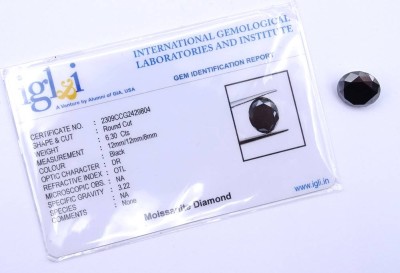 igl&i
A Venture by Alumni of GIA, USA
INTERNATIONAL GEMOLOGICAL
LABORATORIES AND INSTITUTE
GEM IDENTIFICATION REPORT
CERTIFICATE NO. : 2309CCG2429804
SHAPE & CUT : Round Cut
WEIGHT : 6.30 Cts
MEASUREMENT : 12mm/12mm/8mm
COLOUR : Black
OPTIC CHARACTER : DR
REFRACTIVE INDEX : OTL
MICROSCOPIC OBS. : NA
SPECIFIC GRAVITY : 3.22
SPECIES : NA
COMMENTS : None
Moissanite Diamond
www.igli.in